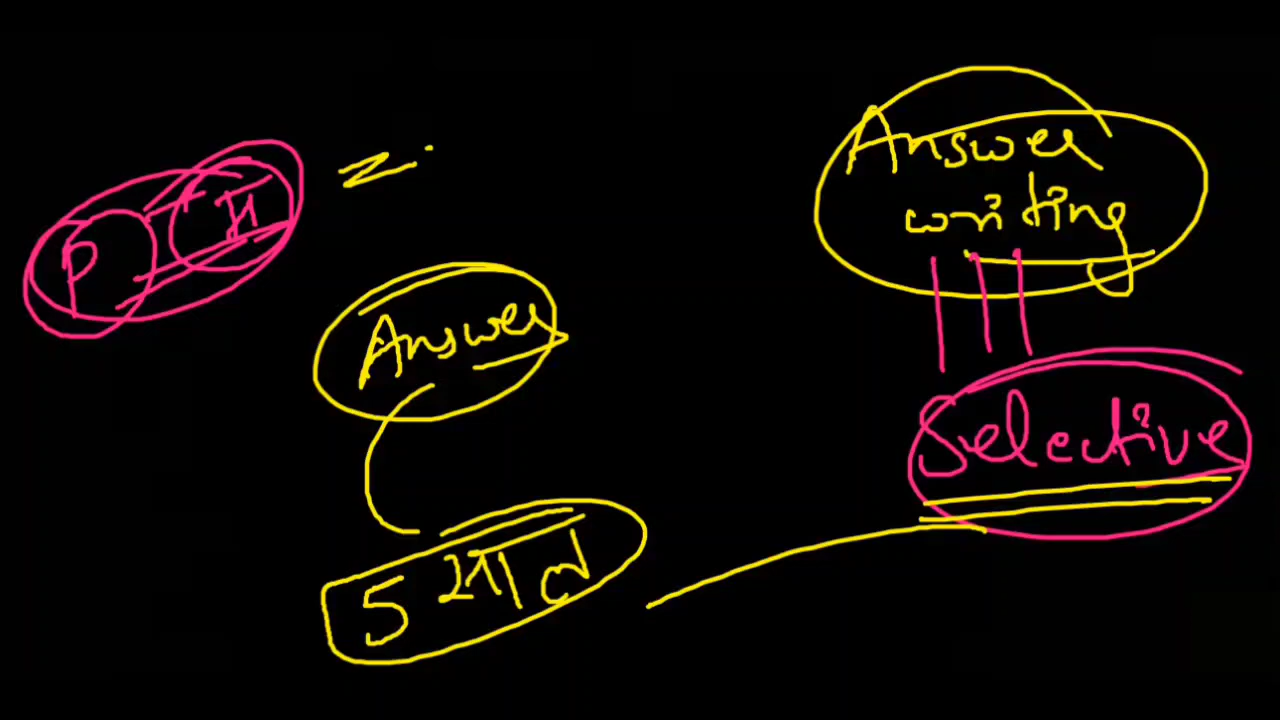 P
Answer
writing
Answer
Selective
5 साल